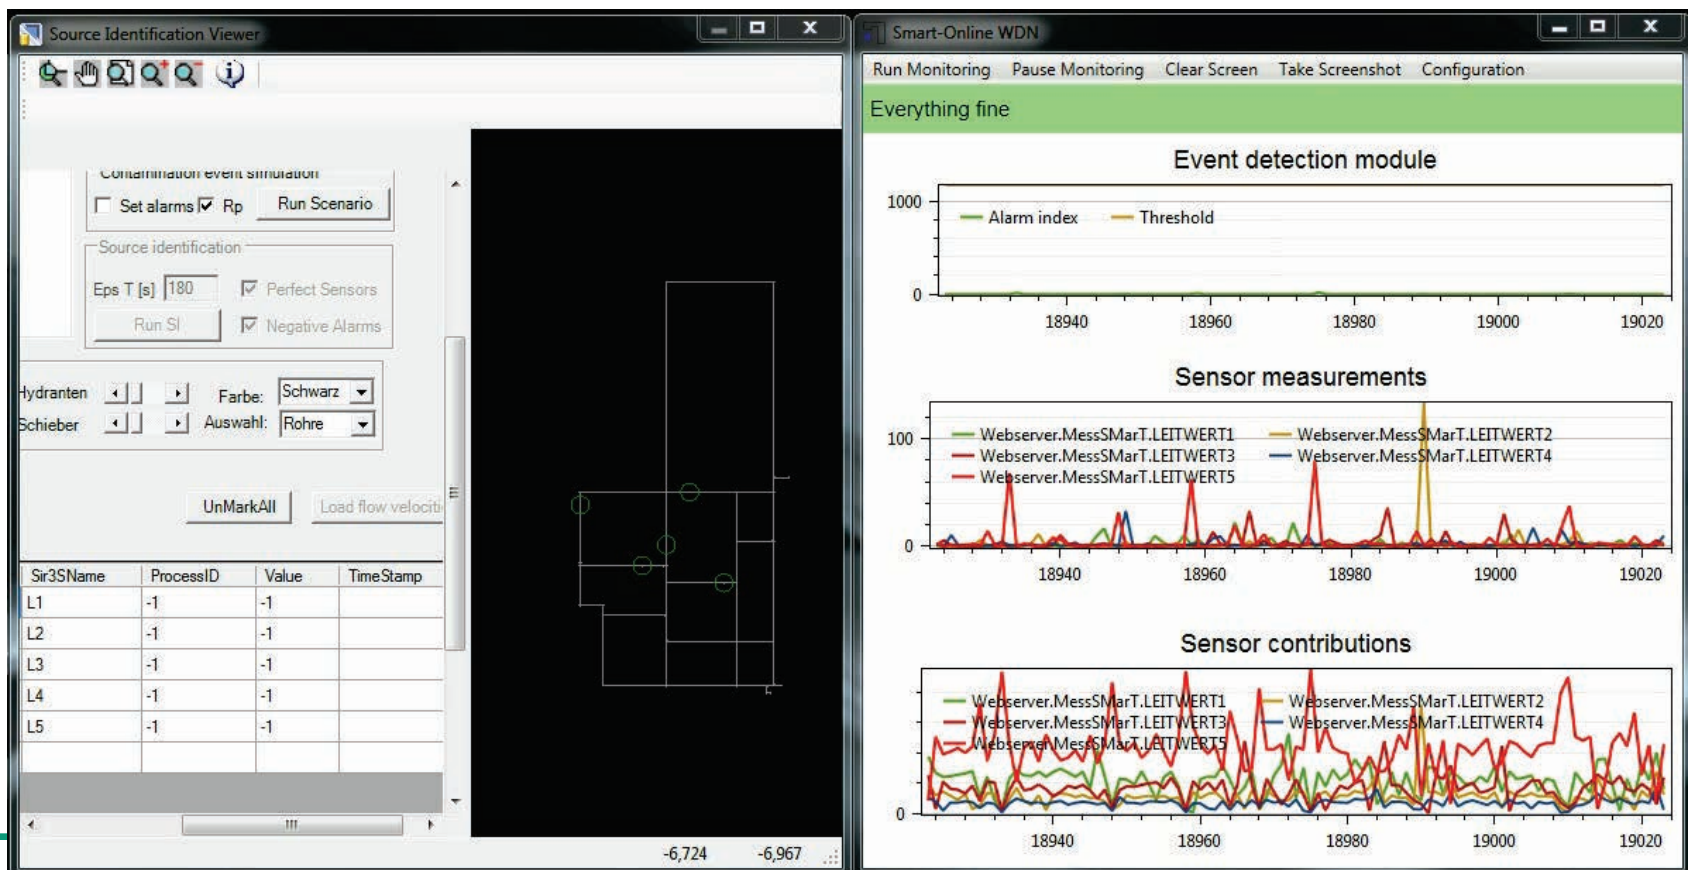 Source Identification Viewer
Contamination event simulation
Set alarms Rp Run Scenario
Source identification
Eps T [s] 180 Perfect Sensors
Run SI Negative Alarms
Hydranten Farbe: Schwarz
Schieber Auswahl: Rohre
UnMarkAll Load flow velociti
Sir3SName ProcessID Value TimeStamp
L1 -1 -1
L2 -1 -1
L3 -1 -1
L4 -1 -1
L5 -1 -1
-6,724 -6,967
Smart-Online WDN
Run Monitoring Pause Monitoring Clear Screen Take Screenshot Configuration
Everything fine
Event detection module
1000
Alarm index Threshold
0
18940 18960 18980 19000 19020
Sensor measurements
100
Webserver.MessSMarT.LEITWERT1 Webserver.MessSMarT.LEITWERT2
Webserver.MessSMarT.LEITWERT3 Webserver.MessSMarT.LEITWERT4
Webserver.MessSMarT.LEITWERT5
0
18940 18960 18980 19000 19020
Sensor contributions
Webserver.MessSMarT.LEITWERT1 Webserver.MessSMarT.LEITWERT2
Webserver.MessSMarT.LEITWERT3 Webserver.MessSMarT.LEITWERT4
Webserver.MessSMarT.LEITWERT5
0
18940 18960 18980 19000 19020